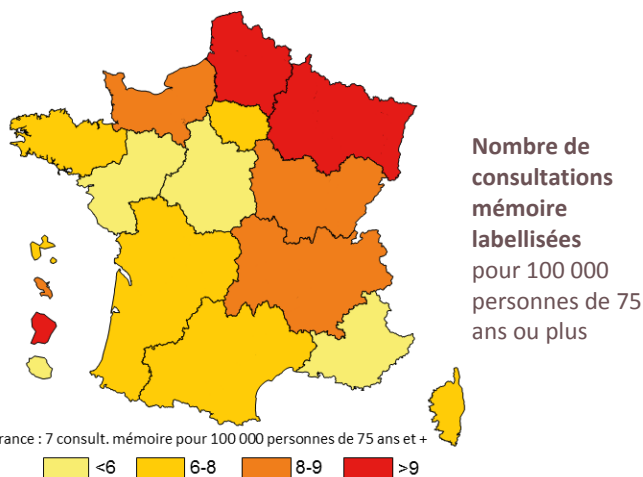 Nombre de
consultations
mémoire
labellisées
pour 100 000
personnes de 75
ans ou plus
rance : 7 consult. mémoire pour 100 000 personnes de 75 ans et +
<6 6-8 8-9 >9